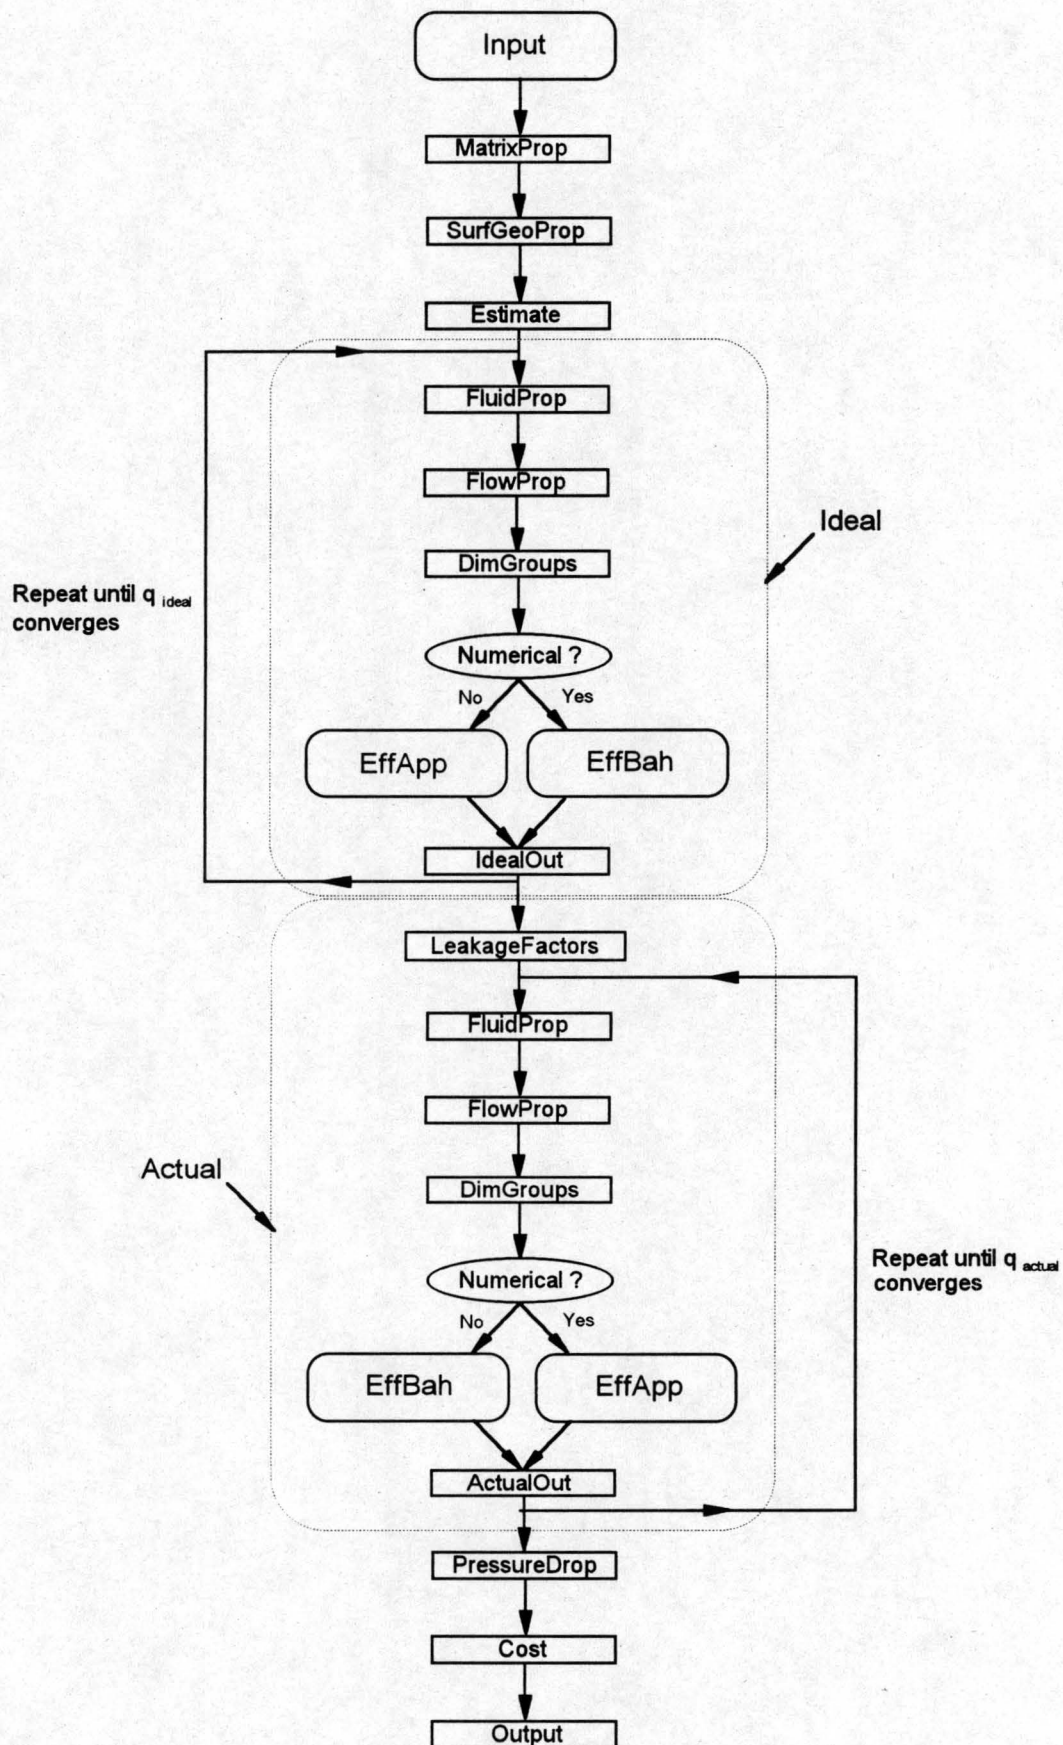 Input
MatrixProp
SurfGeoProp
Estimate
FluidProp
FlowProp
Ideal
DimGroups
Repeat until q ideal
converges
Numerical ?
No
Yes
EffApp
EffBah
IdealOut
LeakageFactors
FluidProp
FlowProp
Actual
DimGroups
Repeat until q actual
converges
Numerical ?
No
Yes
EffBah
EffApp
ActualOut
PressureDrop
Cost
Output